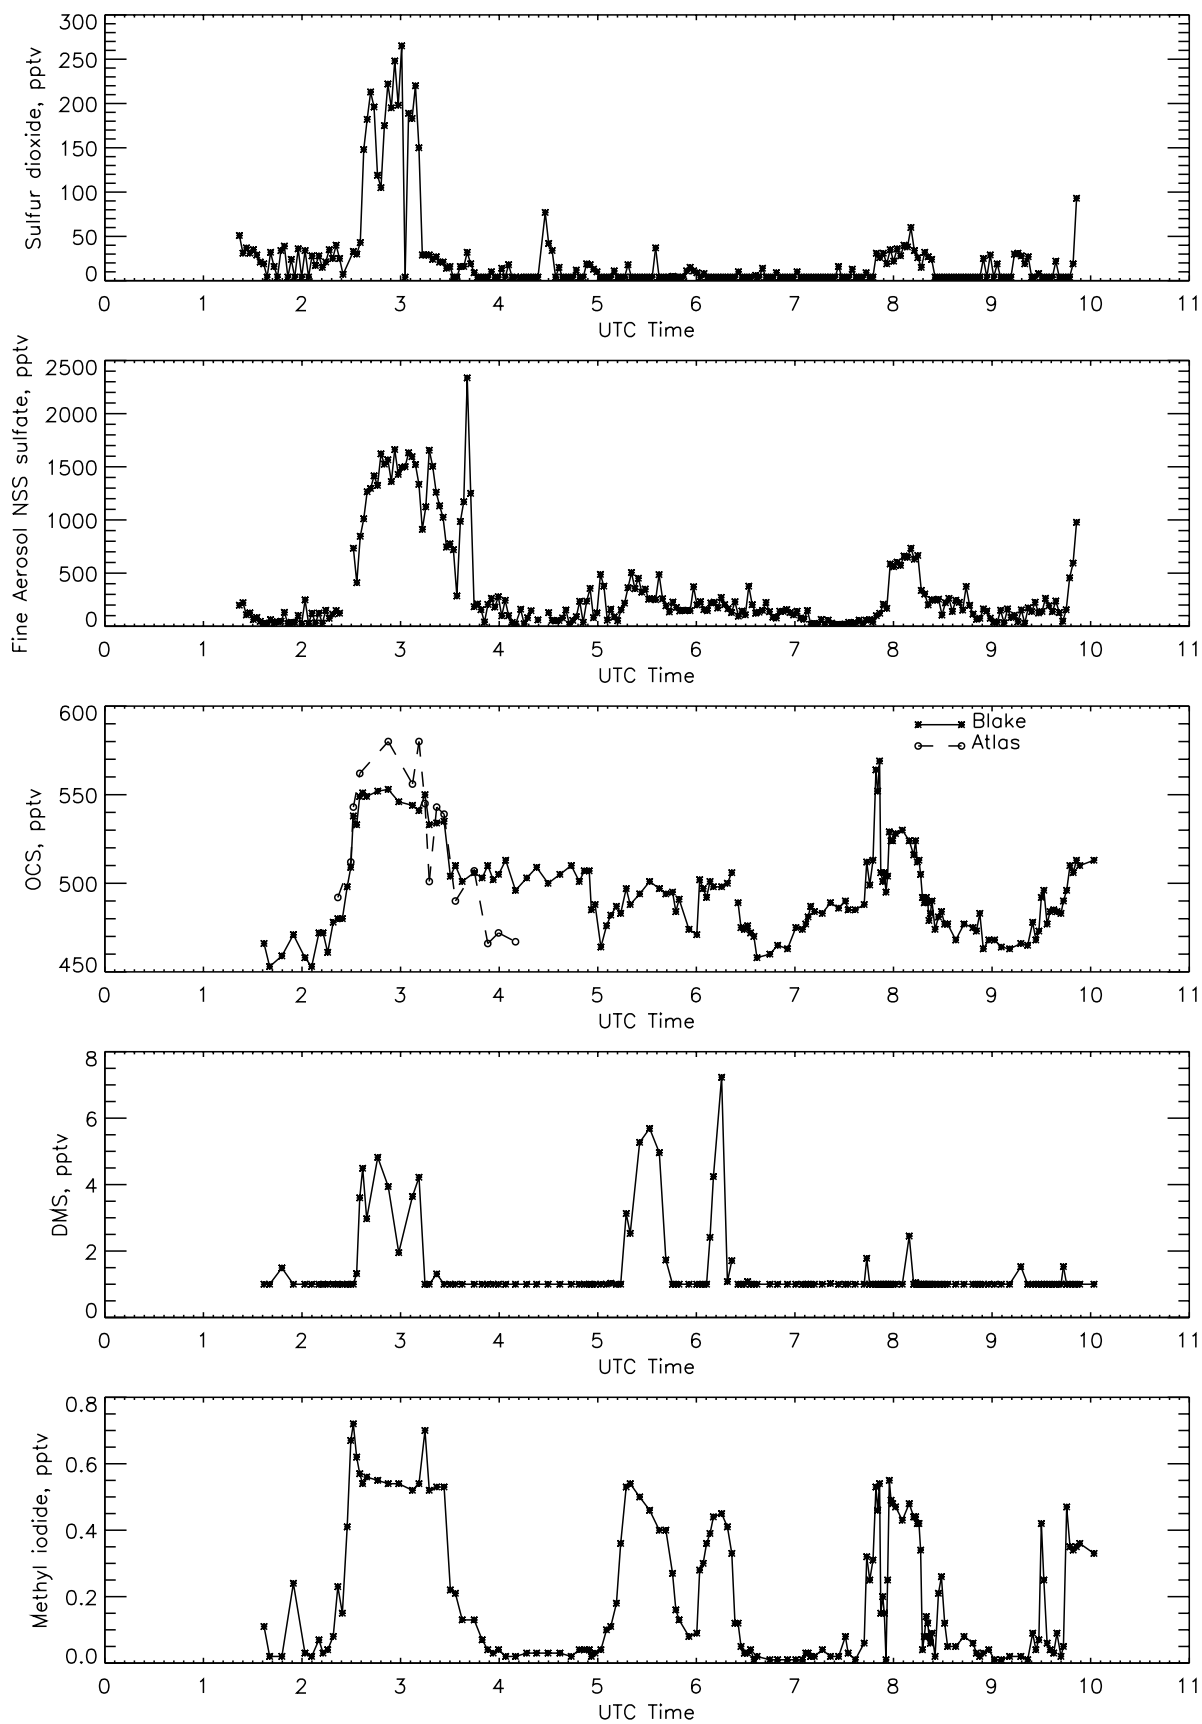 Sulfur dioxide, pptv
300
250
200
150
100
50
0
0 1 2 3 4 5 6 7 8 9 10 11
UTC Time
Fine Aerosol NSS sulfate, pptv
2500
2000
1500
1000
500
0
0 1 2 3 4 5 6 7 8 9 10 11
UTC Time
OCS, pptv
600
550
500
450
Blake
Atlas
0 1 2 3 4 5 6 7 8 9 10 11
UTC Time
DMS, pptv
8
6
4
2
0
0 1 2 3 4 5 6 7 8 9 10 11
UTC Time
Methyl iodide, pptv
0.8
0.6
0.4
0.2
0.0
0 1 2 3 4 5 6 7 8 9 10 11
UTC Time